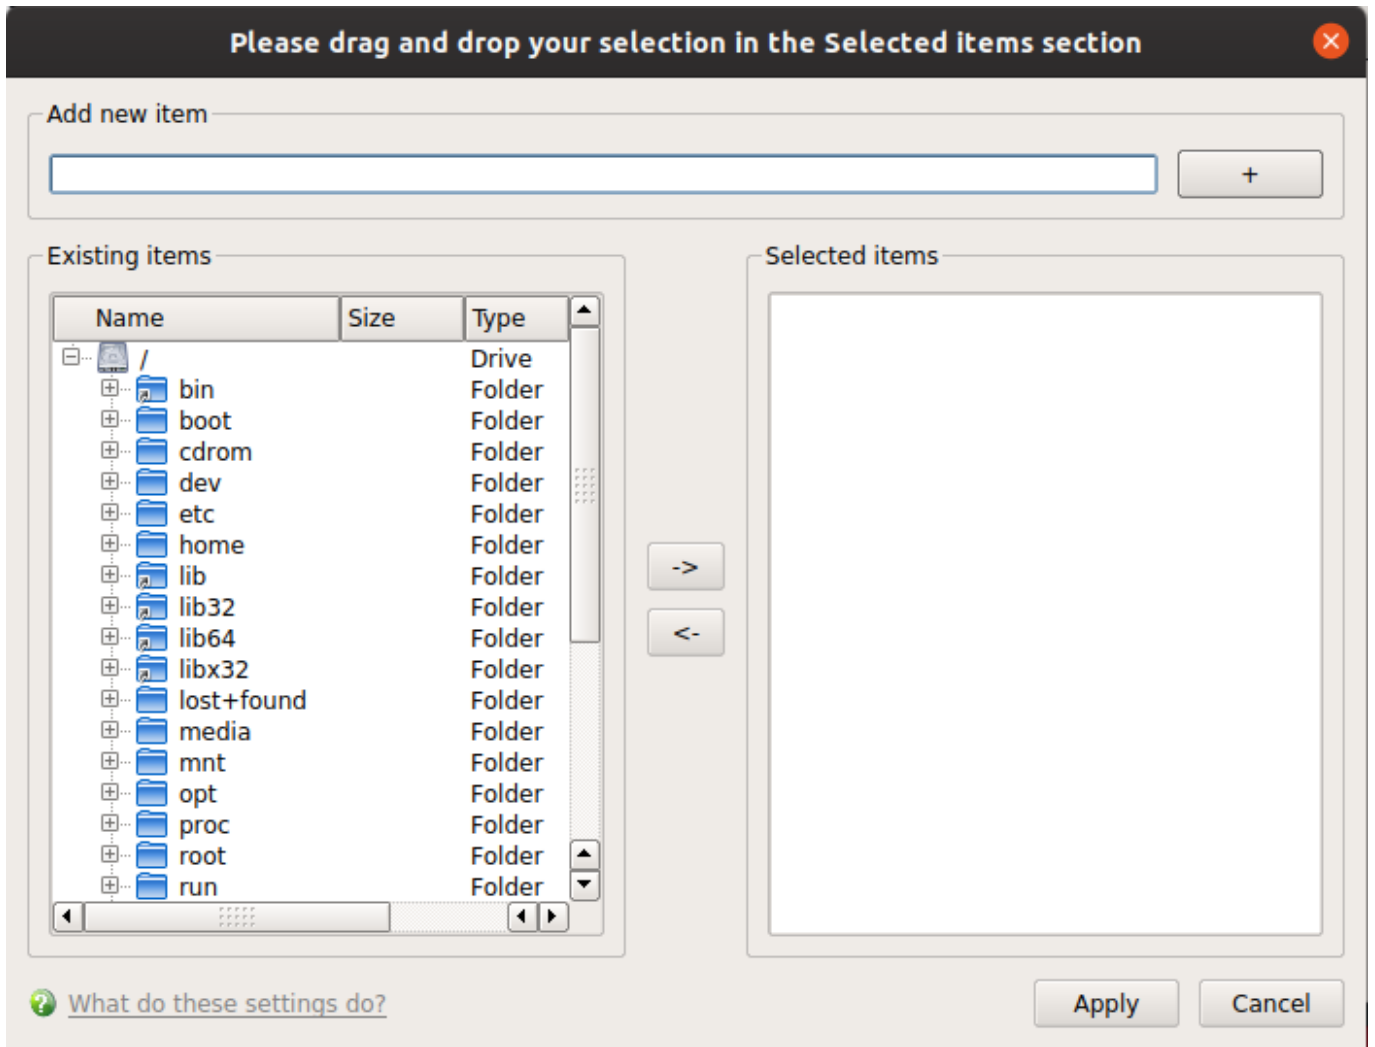 Please drag and drop your selection in the Selected items section
Add new item
+
Existing items
Name Size Type
/ Drive
bin Folder
boot Folder
cdrom Folder
dev Folder
etc Folder
home Folder
lib Folder
lib32 Folder
lib64 Folder
libx32 Folder
lost+found Folder
media Folder
mnt Folder
opt Folder
proc Folder
root Folder
run Folder
->
<-
Selected items
What do these settings do?
Apply
Cancel